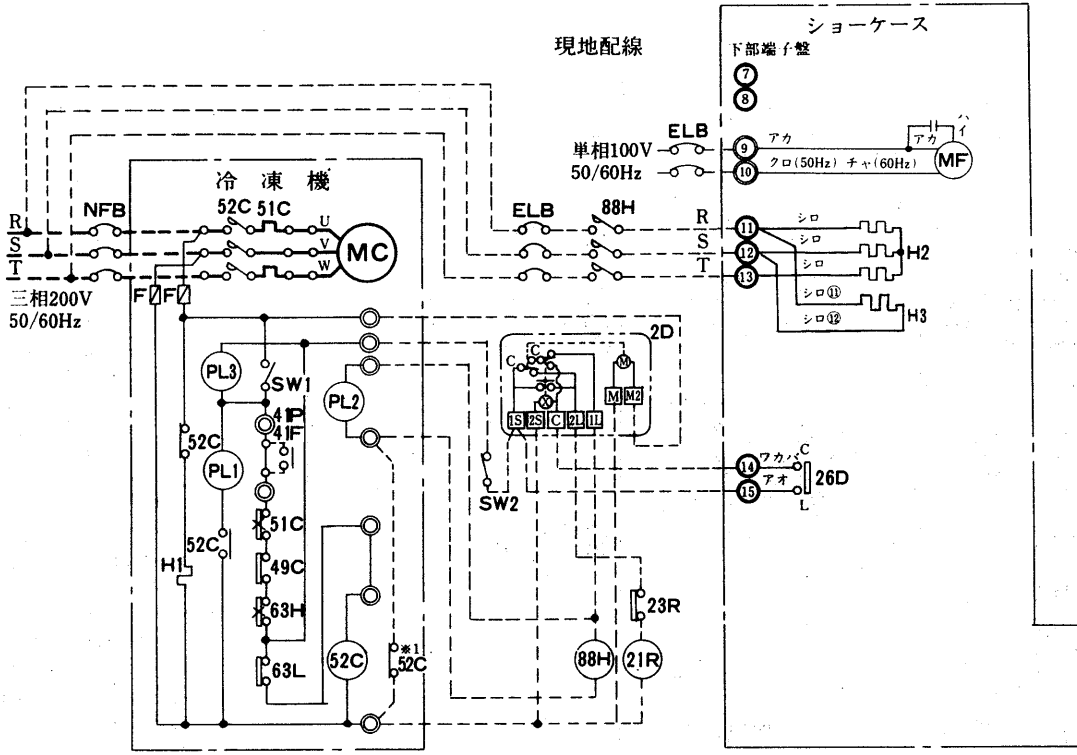 ショーケース
現地配線
下部端子盤
7
8
ELB
単相100V
50/60Hz
9
アカ
アカ
ハイ
10
クロ(50Hz) チャ(60Hz)
MF
冷凍機
NFB
52C
51C
U
V
W
MC
R
S
T
三相200V
50/60Hz
F
F
ELB
88H
R
S
T
11
12
13
シロ
シロ
シロ
H2
シロ⑪
シロ⑫
H3
PL3
SW1
PL2
2D
C
C
M
X
M
M2
1S
2S
C
2L
1L
41P
41F
52C
PL1
SW2
14
ワカバ
C
15
アオ
L
26D
51C
52C
49C
H1
63H
63L
52C
※1
52C
23R
88H
21R